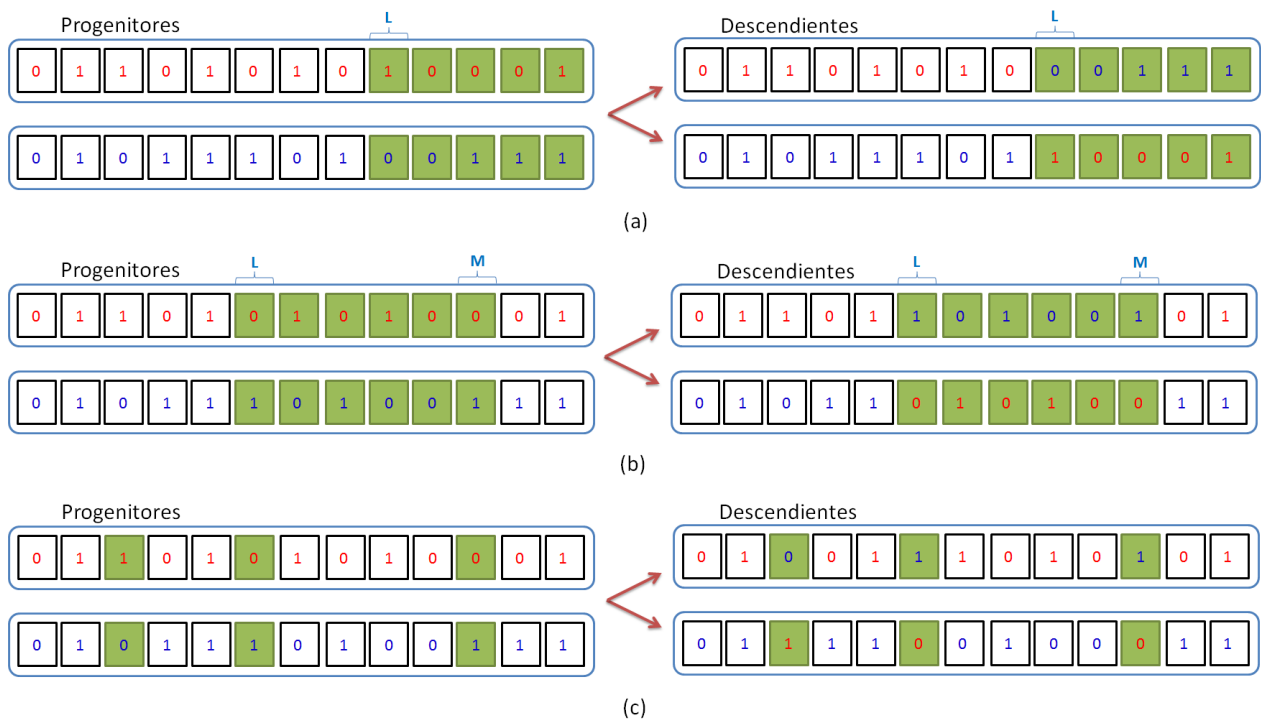 Progenitores
L
0 1 1 0 1 0 1 0 1 0 0 0 1
0 1 0 1 1 1 0 1 0 0 1 1 1
Descendientes
L
0 1 1 0 1 0 1 0 0 0 1 1 1
0 1 0 1 1 1 0 1 1 0 0 0 1
(a)
Progenitores
L M
0 1 1 0 1 0 1 0 1 0 0 0 1
0 1 0 1 1 1 0 1 0 0 1 1 1
Descendientes
L M
0 1 1 0 1 1 0 1 0 0 1 0 1
0 1 0 1 1 0 1 0 1 0 0 1 1
(b)
Progenitores
0 1 1 0 1 0 1 0 1 0 0 0 1
0 1 0 1 1 1 0 1 0 0 1 1 1
Descendientes
0 1 0 0 1 1 1 0 1 0 1 0 1
0 1 1 1 1 0 0 1 0 0 0 1 1
(c)